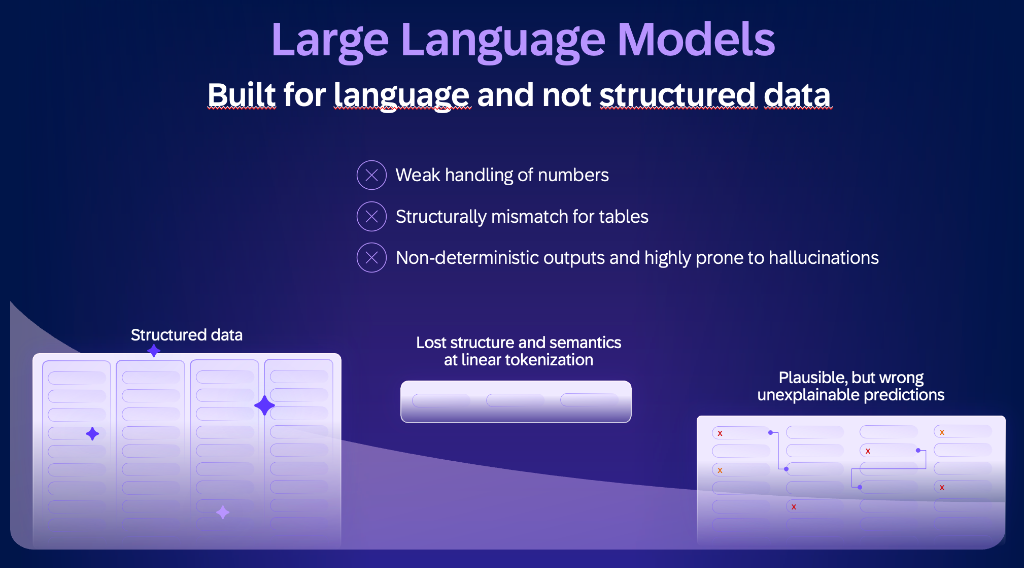 Large Language Models
Built for language and not structured data
Weak handling of numbers
Structurally mismatch for tables
Non-deterministic outputs and highly prone to hallucinations
Structured data
Lost structure and semantics
at linear tokenization
Plausible, but wrong
unexplainable predictions
x
x
x
x
x
x